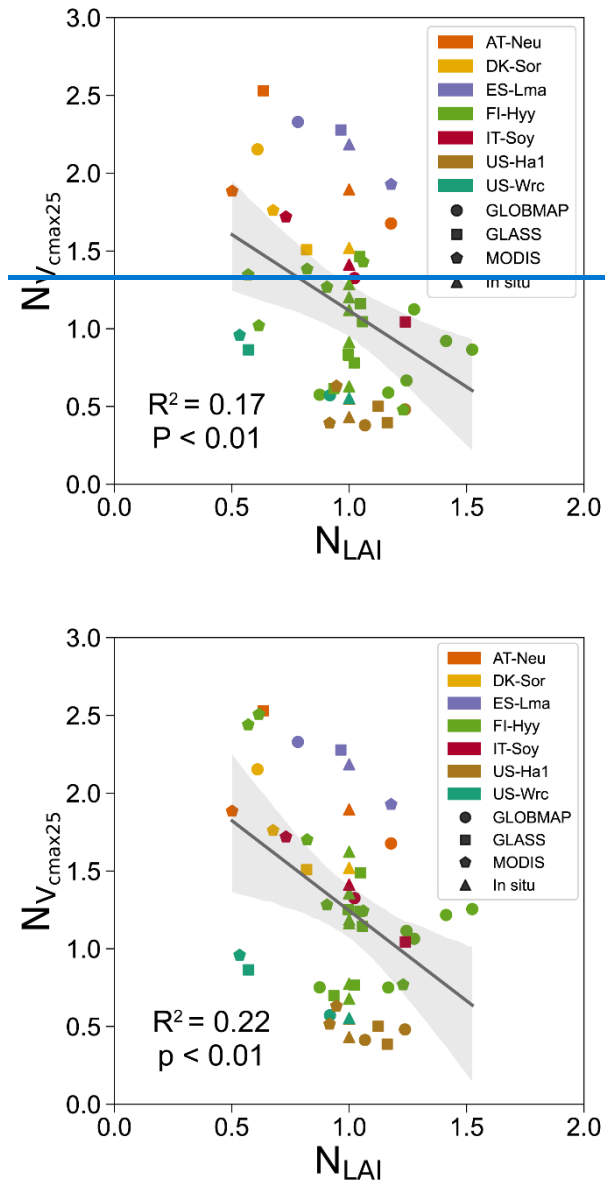 3.0
2.5
2.0
1.5
1.0
0.5
0.0
N_Vcmax25
AT-Neu
DK-Sor
ES-Lma
FI-Hyy
IT-Soy
US-Ha1
US-Wrc
GLOBMAP
GLASS
MODIS
In situ
R² = 0.17
P < 0.01
0.0 0.5 1.0 1.5 2.0
N_LAI
3.0
2.5
2.0
1.5
1.0
0.5
0.0
N_Vcmax25
AT-Neu
DK-Sor
ES-Lma
FI-Hyy
IT-Soy
US-Ha1
US-Wrc
GLOBMAP
GLASS
MODIS
In situ
R² = 0.22
p < 0.01
0.0 0.5 1.0 1.5 2.0
N_LAI